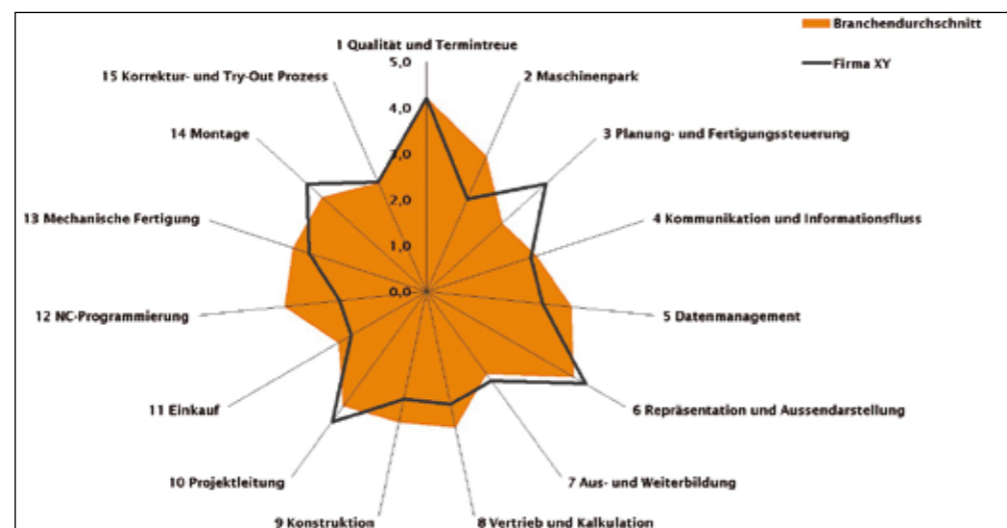 Branchendurchschnitt
Firma XY
1 Qualität und Termintreue
2 Maschinenpark
3 Planung- und Fertigungssteuerung
4 Kommunikation und Informationsfluss
5 Datenmanagement
6 Repräsentation und Aussendarstellung
7 Aus- und Weiterbildung
8 Vertrieb und Kalkulation
9 Konstruktion
10 Projektleitung
11 Einkauf
12 NC-Programmierung
13 Mechanische Fertigung
14 Montage
15 Korrektur- und Try-Out Prozess
5,0
4,0
3,0
2,0
1,0
0,0